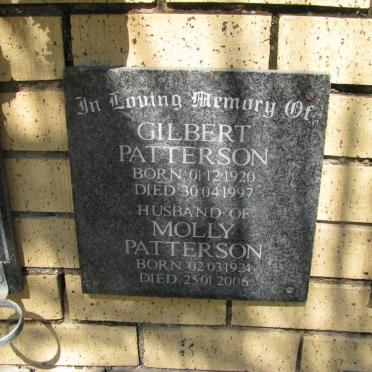 In Loving Memory Of
GILBERT
PATTERSON
BORN 01·12·1920
DIED 30·04·1997
HUSBAND OF
MOLLY
PATTERSON
BORN 02·03·1924
DIED 25·01·2006